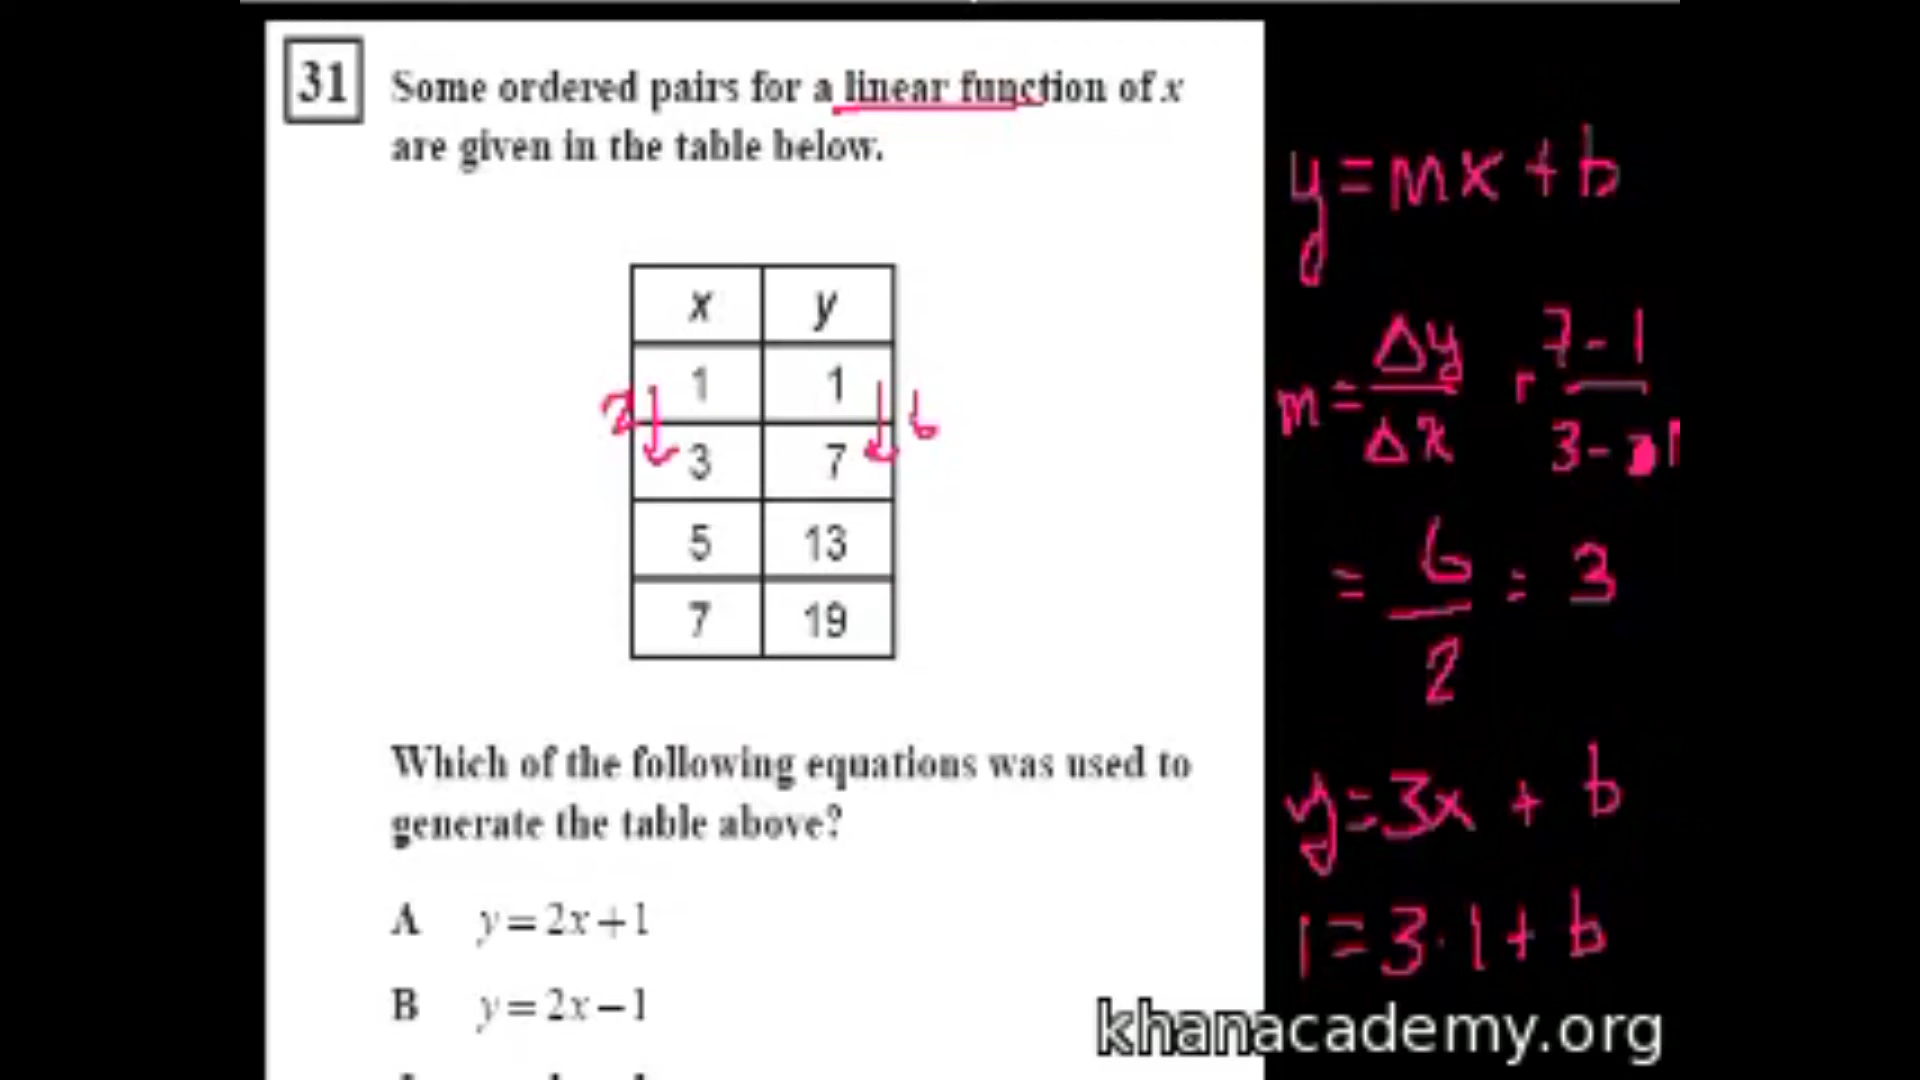 31
Some ordered pairs for a linear function of x
are given in the table below.
x y
1 1
3 7
5 13
7 19
2
6
Which of the following equations was used to
generate the table above?
A y = 2x + 1
B y = 2x − 1
y = mx + b
m = Δy/Δx = 7 - 1 / 3 - 1
= 6/2 = 3
y = 3x + b
1 = 3 · 1 + b
khanacademy.org